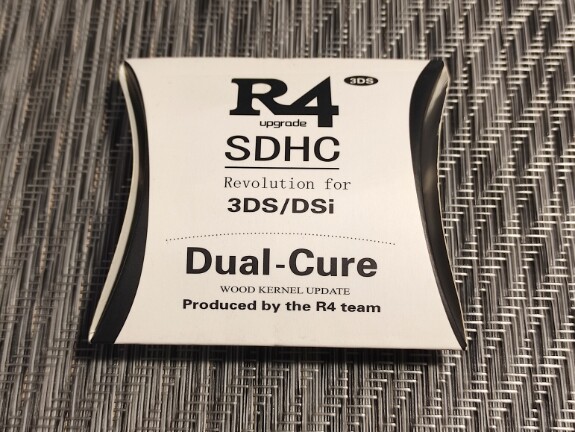 R4 3DS
upgrade
SDHC
Revolution for
3DS/DSi
Dual-Cure
WOOD KERNEL UPDATE
Produced by the R4 team